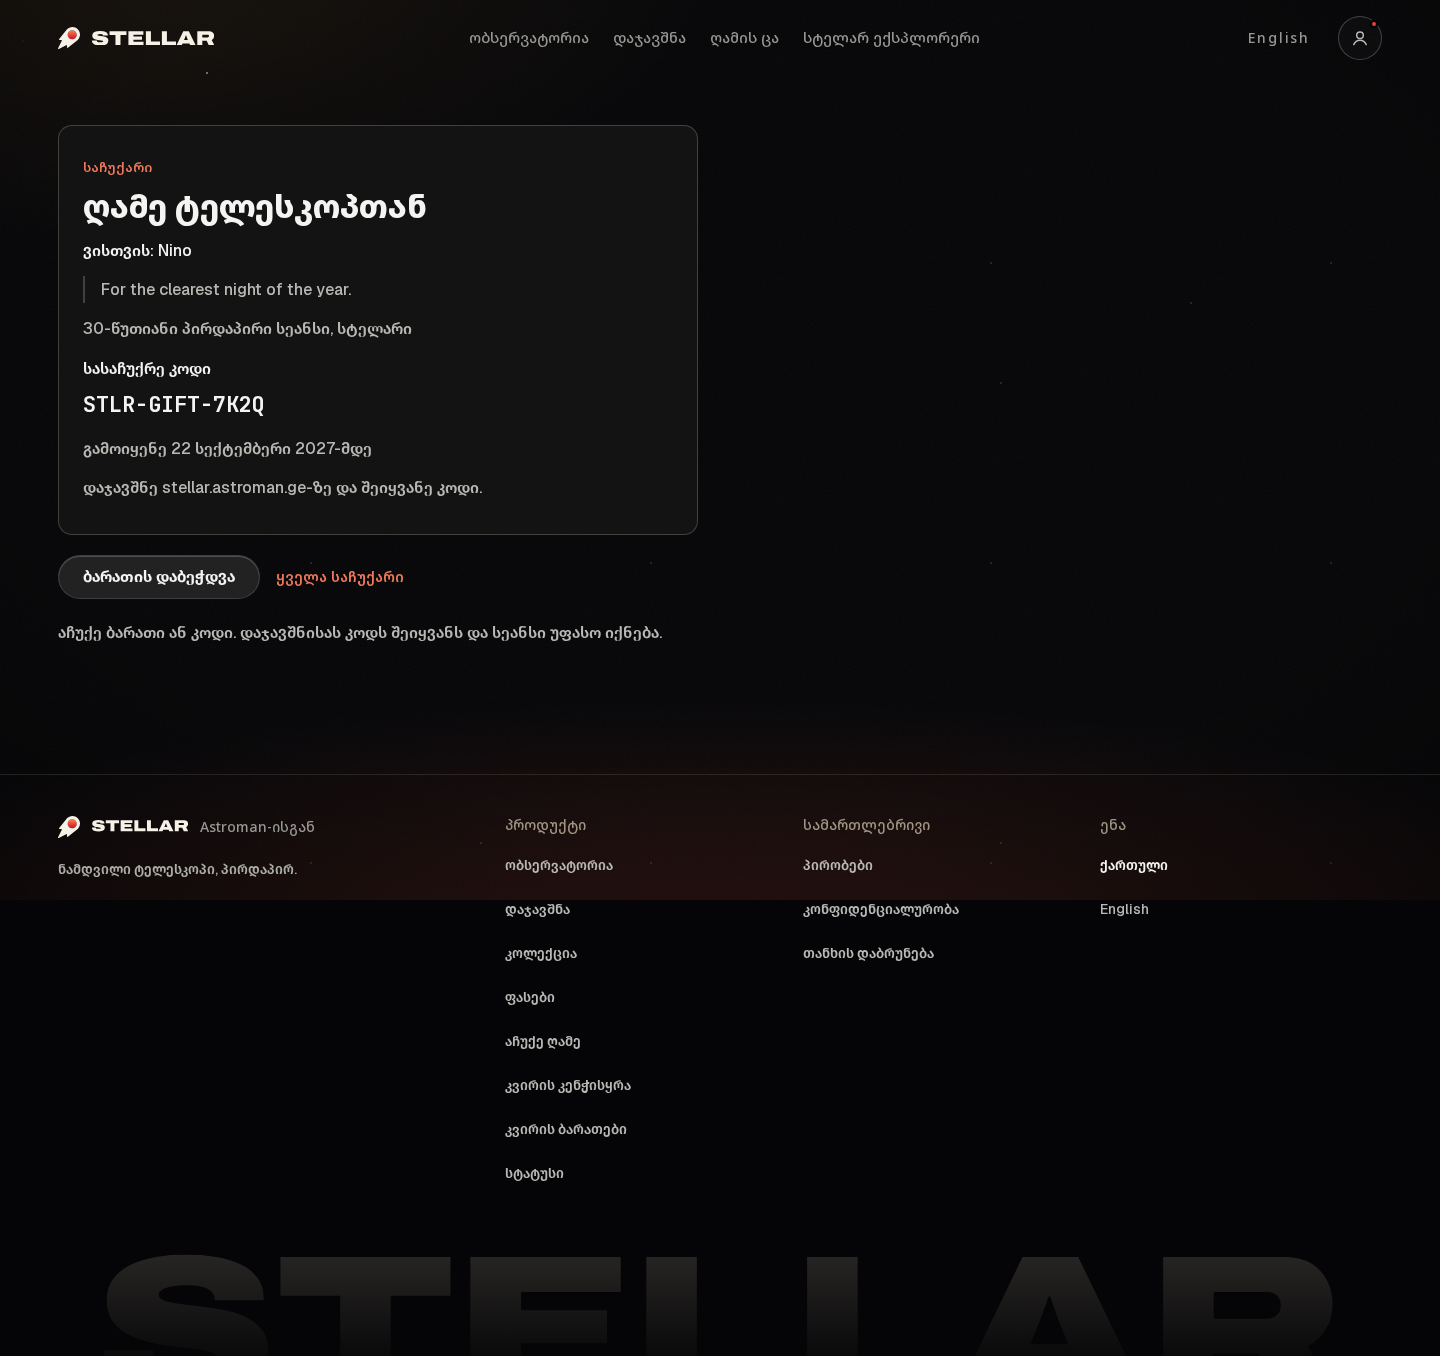 STELLAR
ობსერვატორია დაჯავშნა ღამის ცა სტელარ ექსპლორერი
English
საჩუქარი
ღამე ტელესკოპთან
ვისთვის: Nino
For the clearest night of the year.
30-წუთიანი პირდაპირი სეანსი, სტელარი
სასაჩუქრე კოდი
STLR-GIFT-7K2Q
გამოიყენე 22 სექტემბერი 2027-მდე
დაჯავშნე stellar.astroman.ge-ზე და შეიყვანე კოდი.
ბარათის დაბეჭდვა
ყველა საჩუქარი
აჩუქე ბარათი ან კოდი. დაჯავშნისას კოდს შეიყვანს და სეანსი უფასო იქნება.
STELLAR Astroman-ისგან
ნამდვილი ტელესკოპი, პირდაპირ.
პროდუქტი
ობსერვატორია
დაჯავშნა
კოლექცია
ფასები
აჩუქე ღამე
კვირის კენჭისყრა
კვირის ბარათები
სტატუსი
სამართლებრივი
პირობები
კონფიდენციალურობა
თანხის დაბრუნება
ენა
ქართული
English
STELLAR